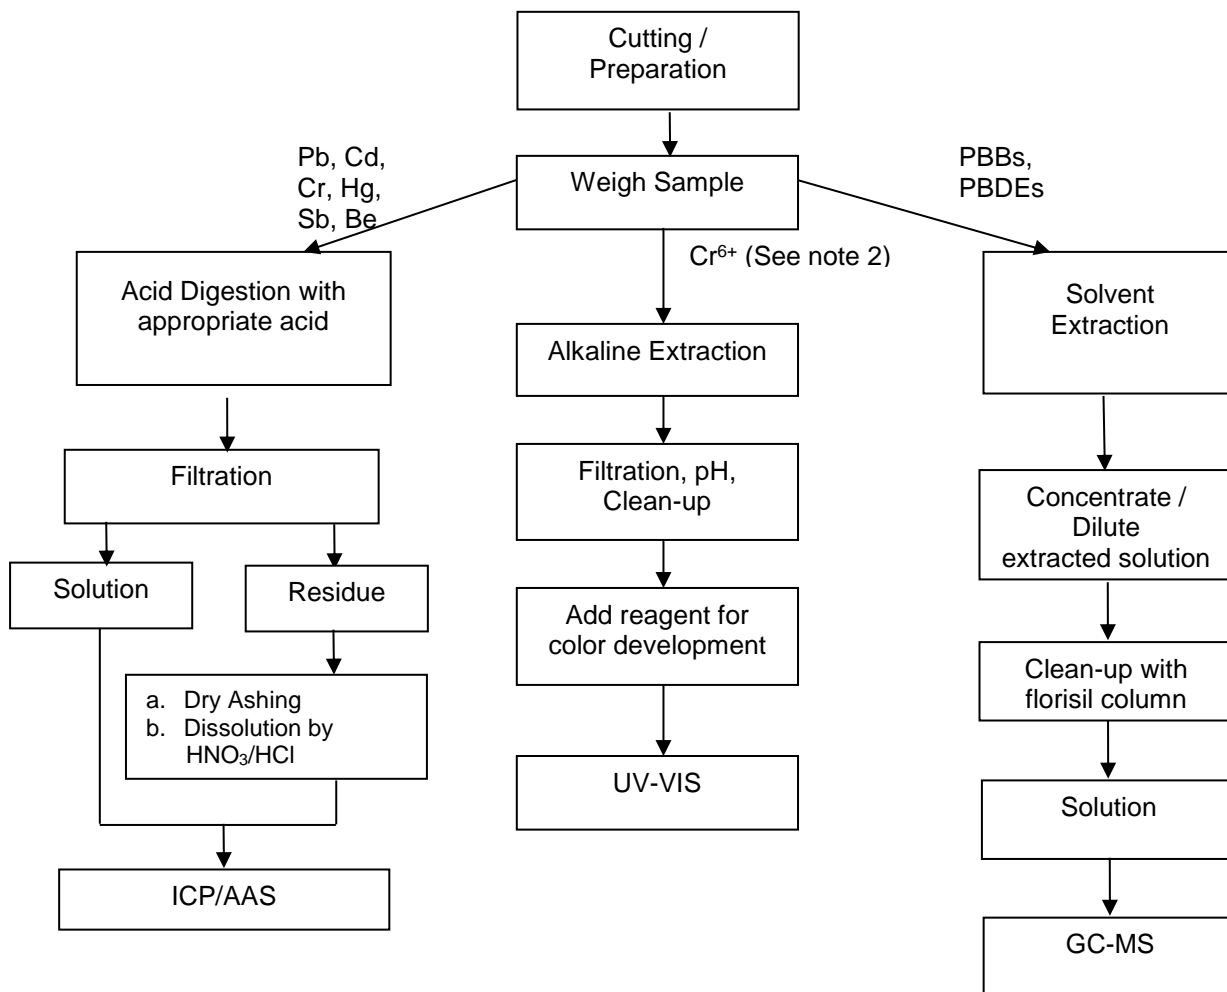 Cutting /
Preparation
Pb, Cd,
Cr, Hg,
Sb, Be
Weigh Sample
PBBs,
PBDEs
Cr⁶⁺ (See note 2)
Acid Digestion with
appropriate acid
Solvent
Extraction
Alkaline Extraction
Filtration
Filtration, pH,
Clean-up
Concentrate /
Dilute
extracted solution
Solution
Residue
Add reagent for
color development
a. Dry Ashing
b. Dissolution by
HNO₃/HCl
Clean-up with
florisil column
UV-VIS
Solution
ICP/AAS
GC-MS